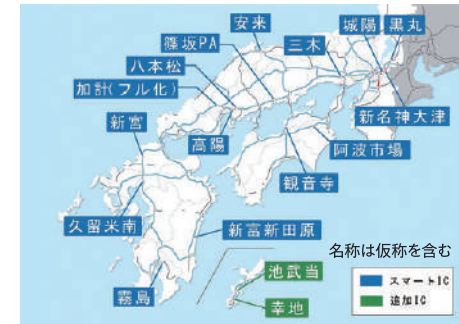 安来
城陽
黒丸
篠坂PA
三木
八本松
加計(フル化)
新名神大津
新宮
高陽
阿波市場
観音寺
久留米南
新富新田原
名称は仮称を含む
池武当
スマートIC
霧島
幸地
追加IC